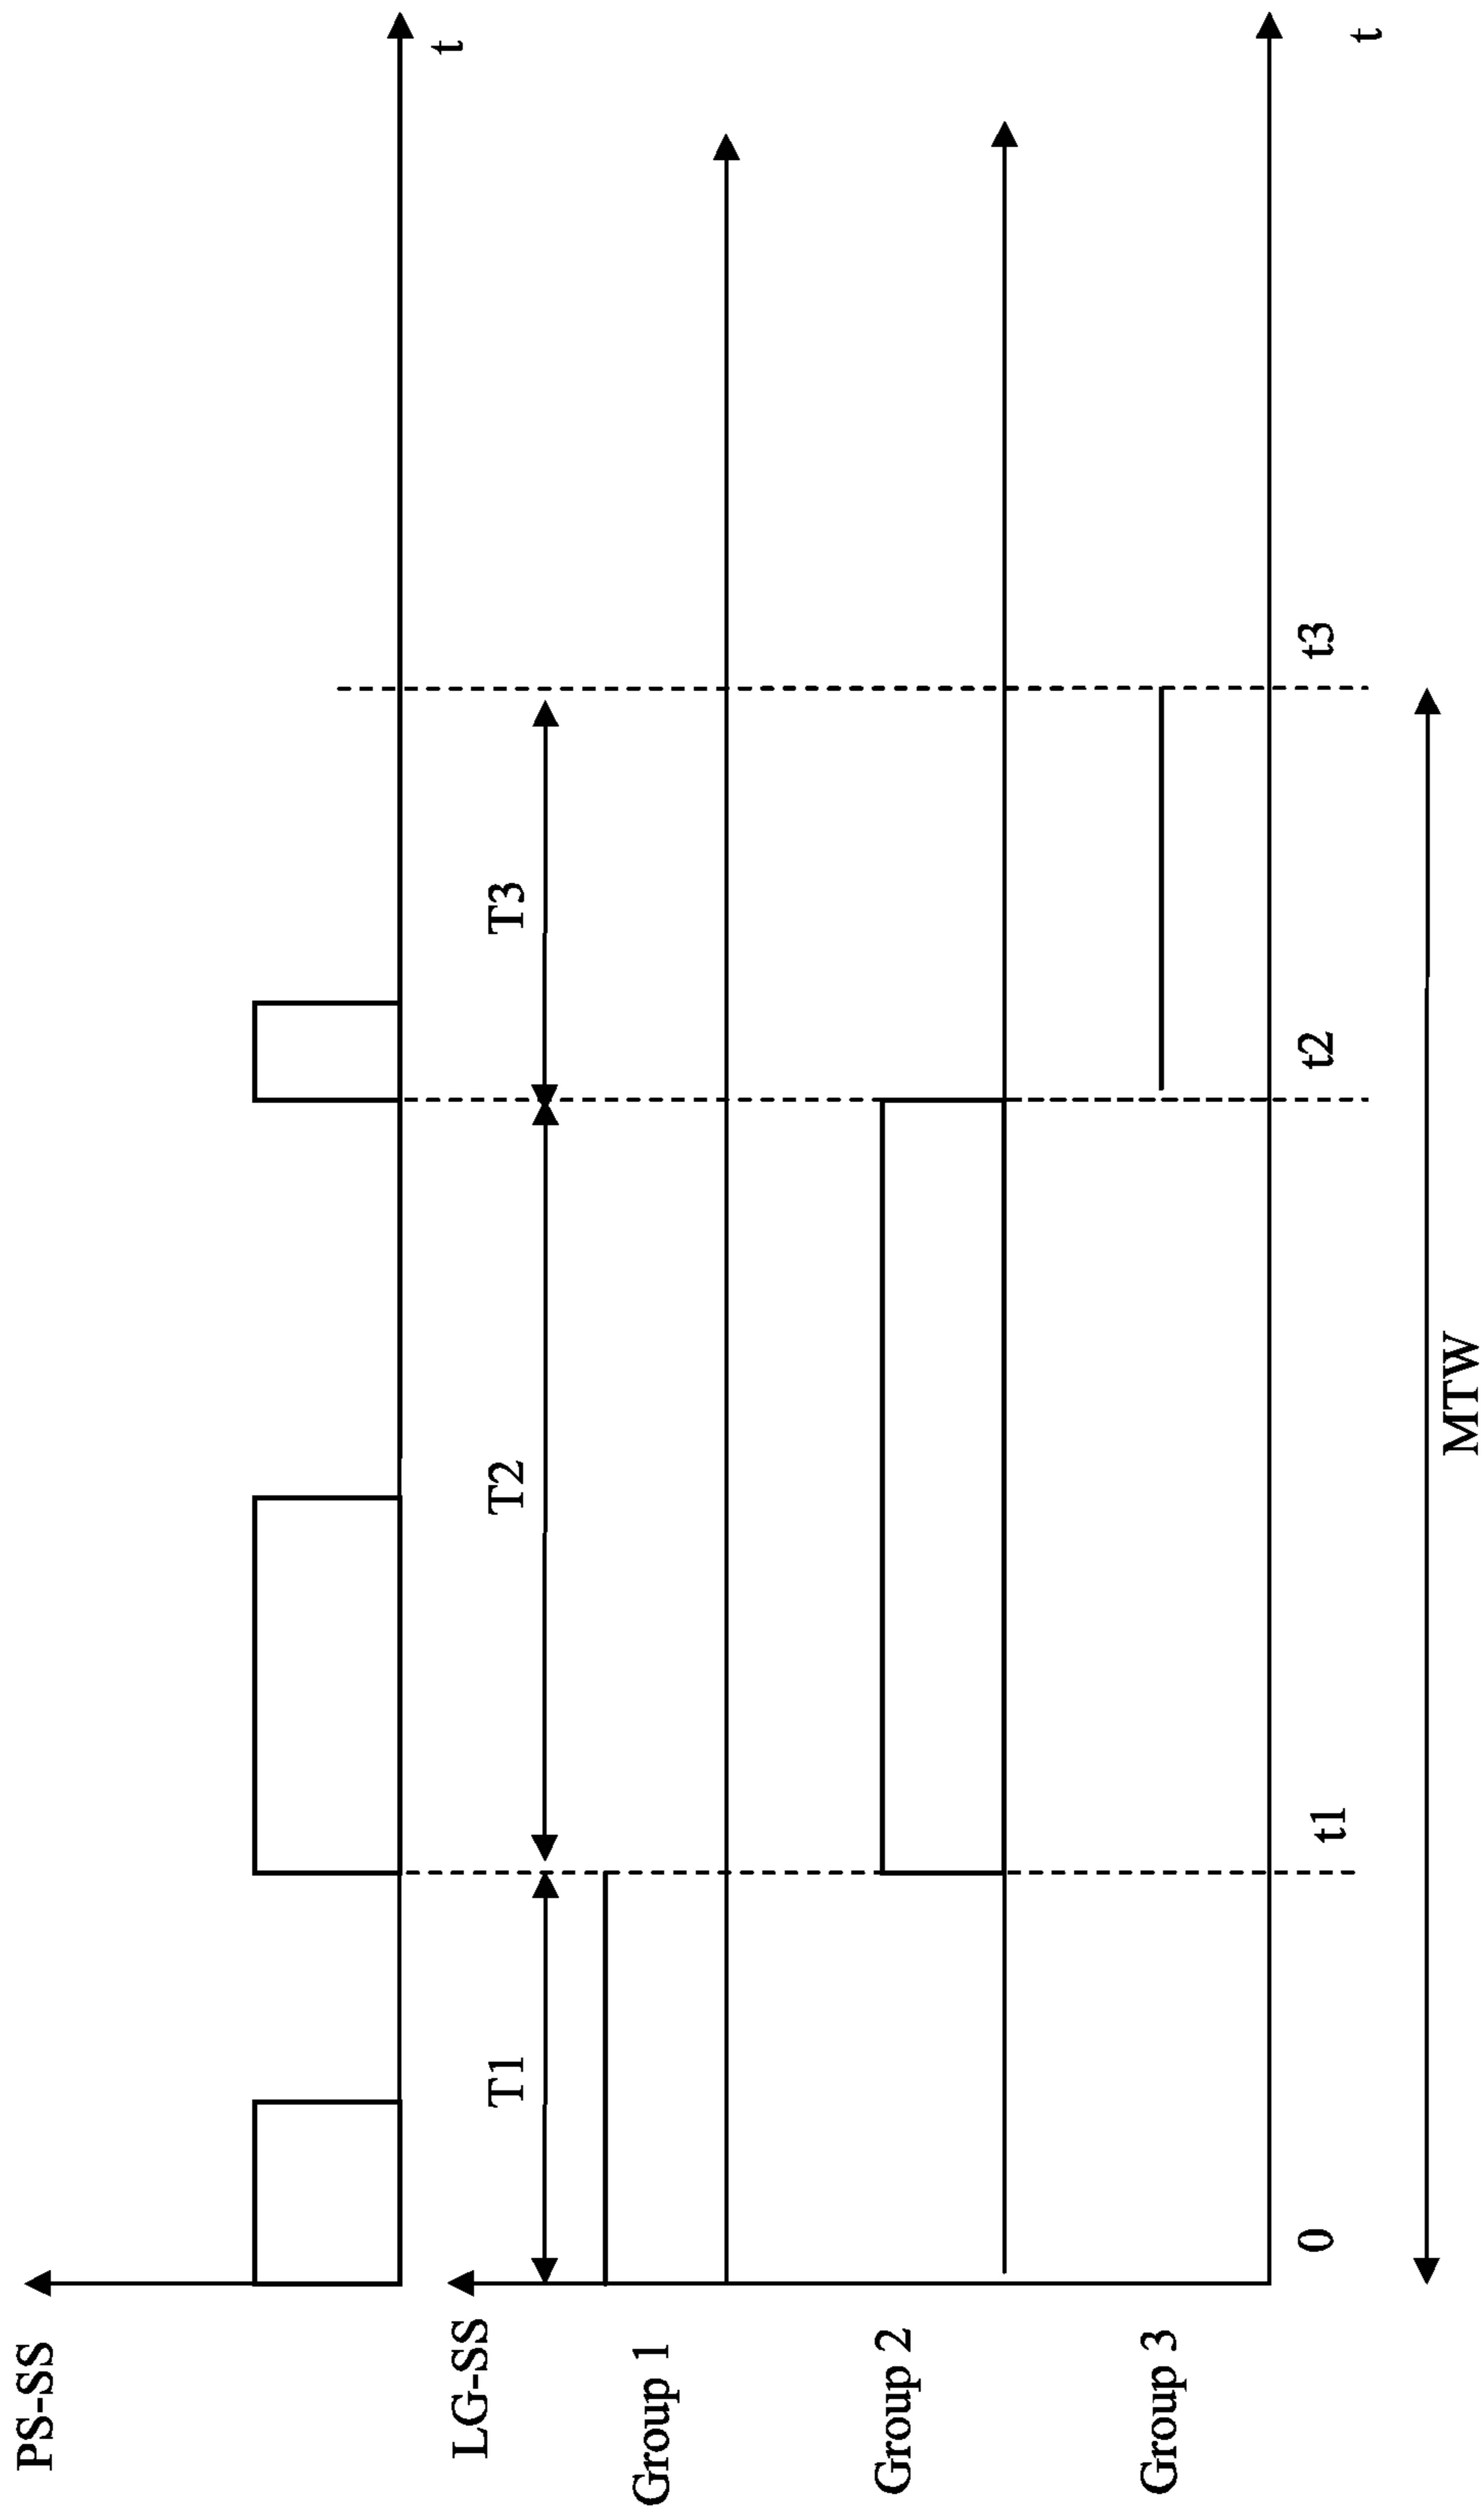 PS-SS
t
LG-SS
T1
T2
T3
Group 1
Group 2
Group 3
0
t1
t2
t3
t
MTW